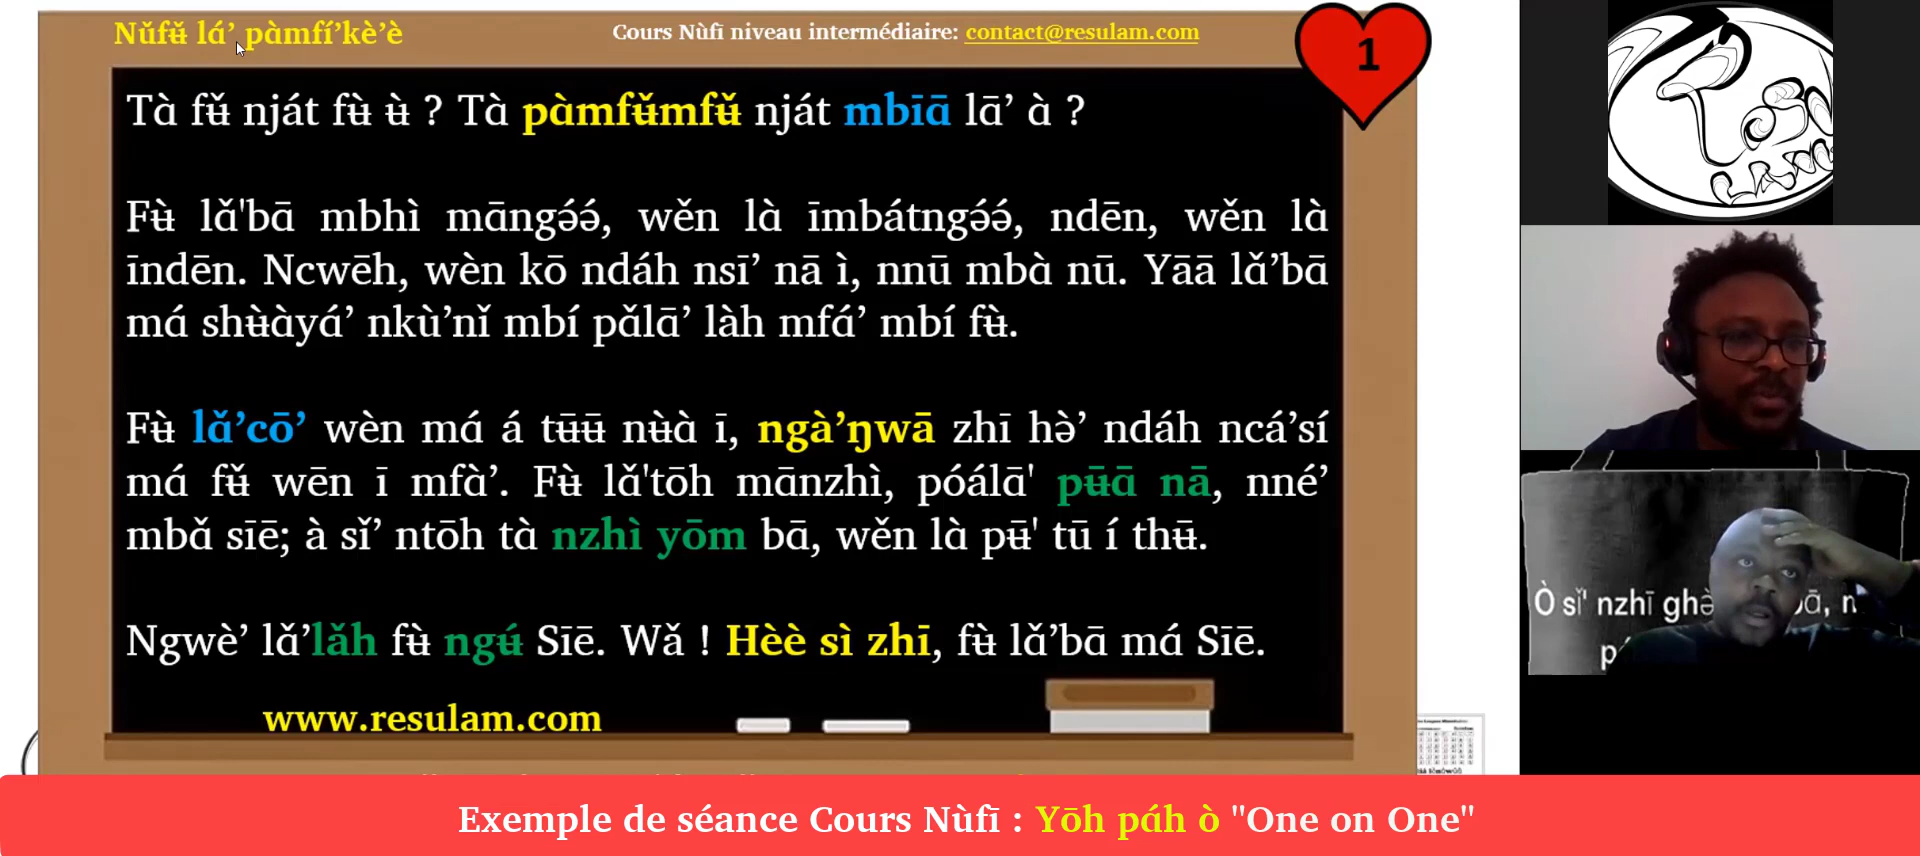 Nǔfʉ̌ lá’ pàmfí’kè’è
Cours Nùfi niveau intermédiaire: contact@resulam.com
1
Tà fʉ̌ nját fʉ̀ ʉ̀ ? Tà pàmfʉ̌mfʉ̌ nját mbīā lā’ à ?
Fʉ̀ lǎ'bā mbhì māngə́ə́, wěn là īmbátngə́ə́, ndēn, wěn là
īndēn. Ncwēh, wèn kō ndáh nsī’ nā ì, nnū mbà nū. Yāā lǎ’bā
má shʉ̀àyá’ nkù’nǐ mbí pǎlā’ làh mfá’ mbí fʉ̀.
Fʉ̀ lǎ’cō’ wèn má á tʉ̄ʉ̄ nʉ̀à ī, ngà’ŋwā zhī hə̀’ ndáh ncá’sí
má fʉ̌ wēn ī mfà’. Fʉ̀ lǎ'tōh mānzhì, póálā' pʉ̄ā nā, nné’
mbǎ sīē; à sǐ’ ntōh tà nzhì yōm bā, wěn là pʉ̄' tū í thʉ̄.
Ngwè’ lǎ’lǎh fʉ̀ ngʉ́ Sīē. Wǎ ! Hèè sì zhī, fʉ̀ lǎ’bā má Sīē.
www.resulam.com
Ò sǐ' nzhī
Exemple de séance Cours Nùfī : Yōh páh ò "One on One"